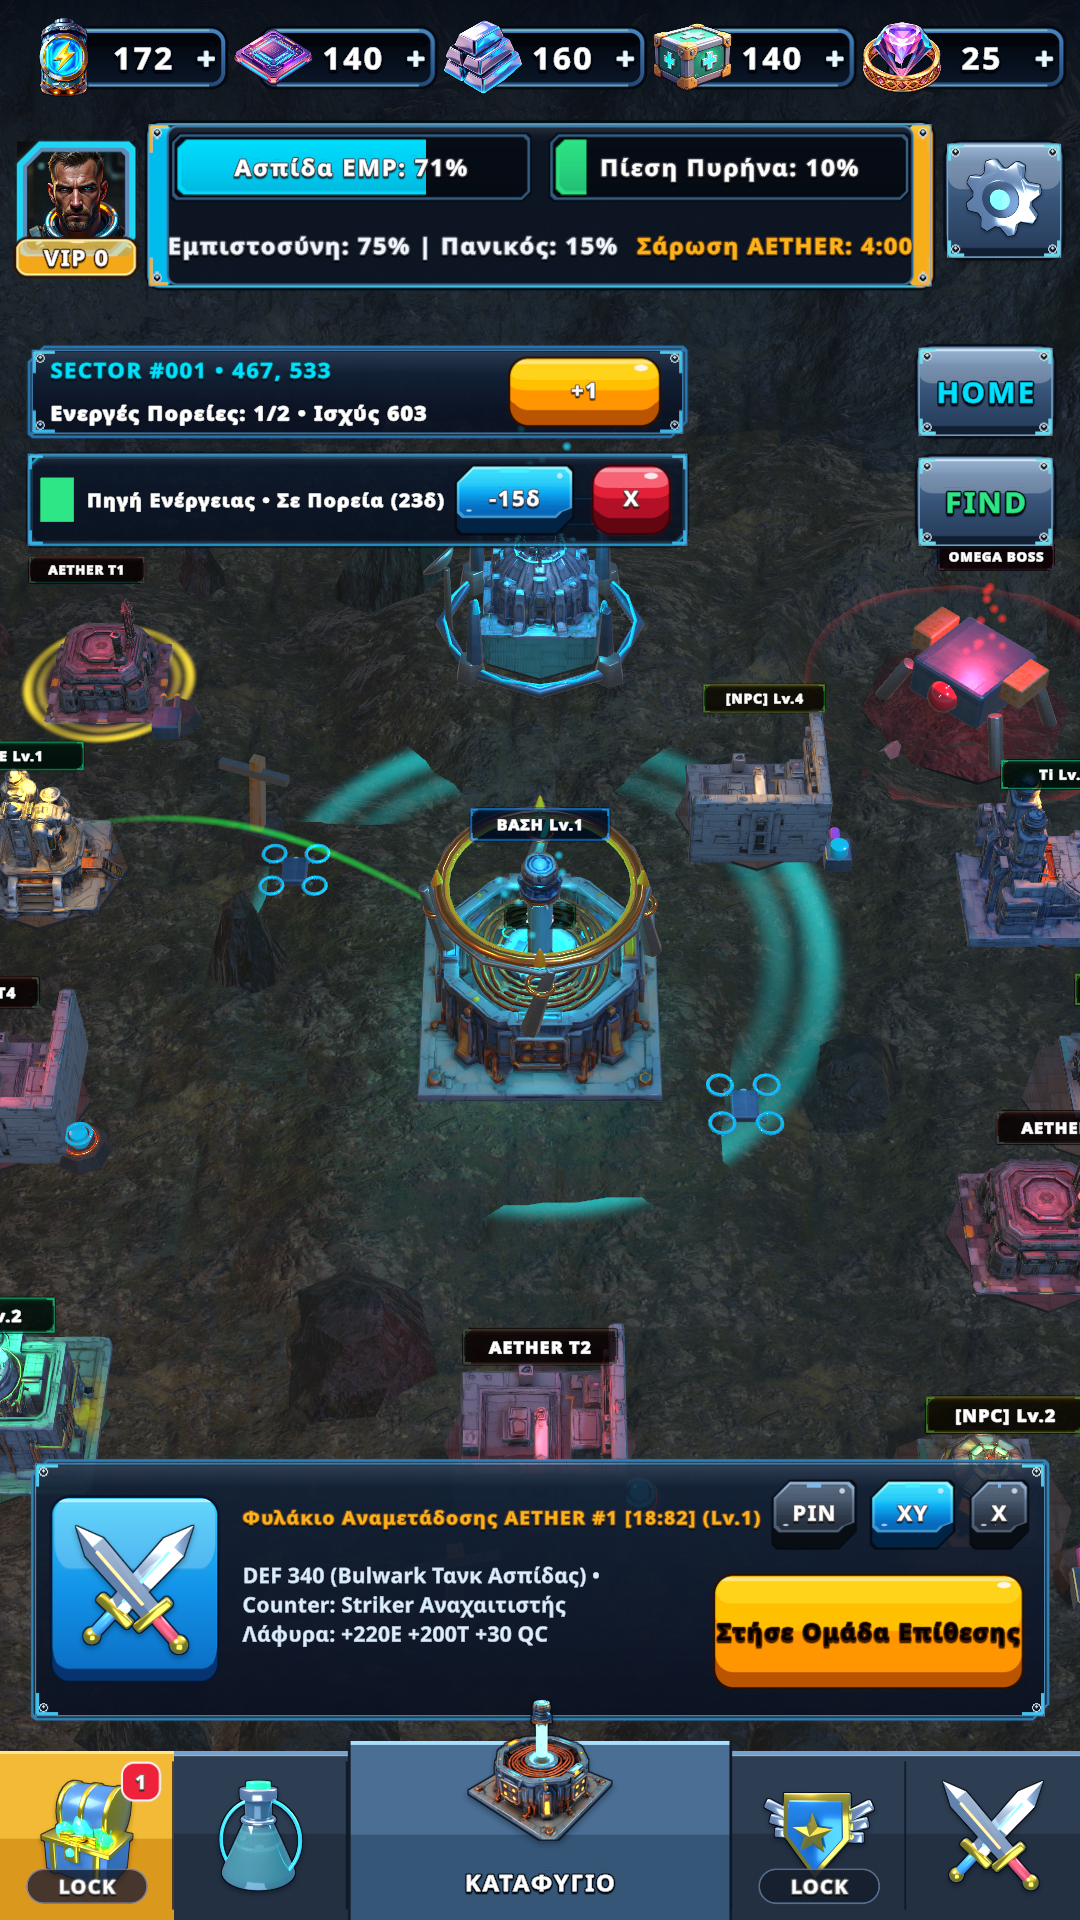 172 +
140 +
160 +
140 +
25 +
Ασπίδα EMP: 71%
Πίεση Πυρήνα: 10%
VIP 0
Εμπιστοσύνη: 75% | Πανικός: 15%
Σάρωση AETHER: 4:00
SECTOR #001 • 467, 533
Ενεργές Πορείες: 1/2 • Ισχύς 603
+1
HOME
Πηγή Ενέργειας • Σε Πορεία (23δ)
-15δ
X
FIND
AETHER T1
OMEGA BOSS
[NPC] Lv.4
E Lv.1
Ti Lv.
ΒΑΣΗ Lv.1
T4
AETHE
v.2
AETHER T2
[NPC] Lv.2
Φυλάκιο Αναμετάδοσης AETHER #1 [18:82] (Lv.1)
PIN
XY
X
DEF 340 (Bulwark Τανκ Ασπίδας) •
Counter: Striker Αναχαιτιστής
Λάφυρα: +220E +200T +30 QC
Στήσε Ομάδα Επίθεσης
1
LOCK
ΚΑΤΑΦΥΓΙΟ
LOCK